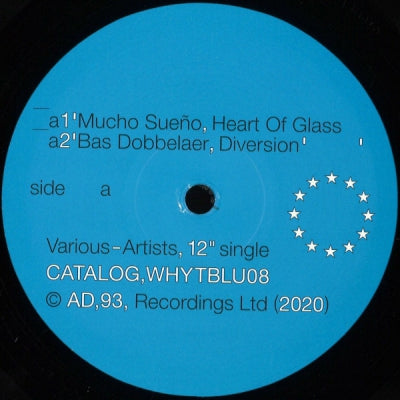 a1'Mucho Sueño, Heart Of Glass
a2'Bas Dobbelaer, Diversion' '
side a
Various-Artists, 12" single
CATALOG,WHYTBLU08
© AD,93, Recordings Ltd (2020)